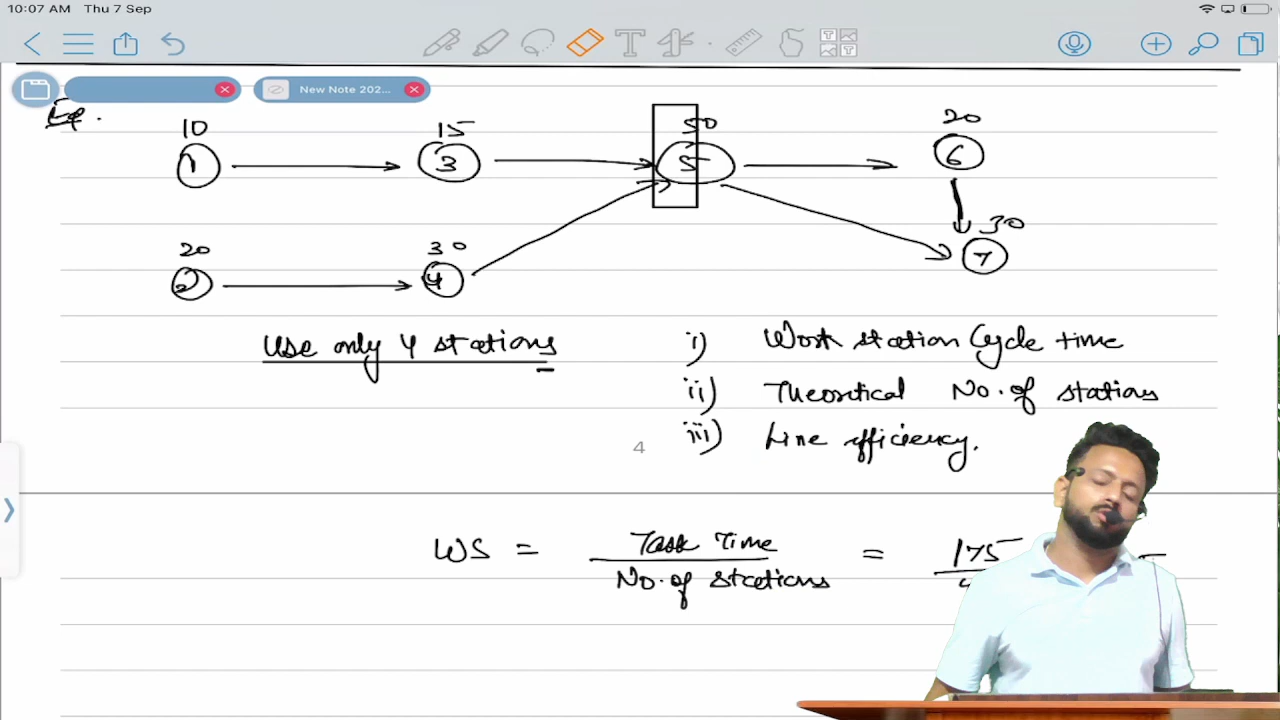 10:07 AM Thu 7 Sep
New Note 202...
Eg.
10 15 50 20
1 3 5 6
20 30 30
2 4 7
Use only 4 stations
i) Work station Cycle time
ii) Theoritical No. of stations
iii) Line efficiency.
4
WS = Task Time / No. of stations = 175